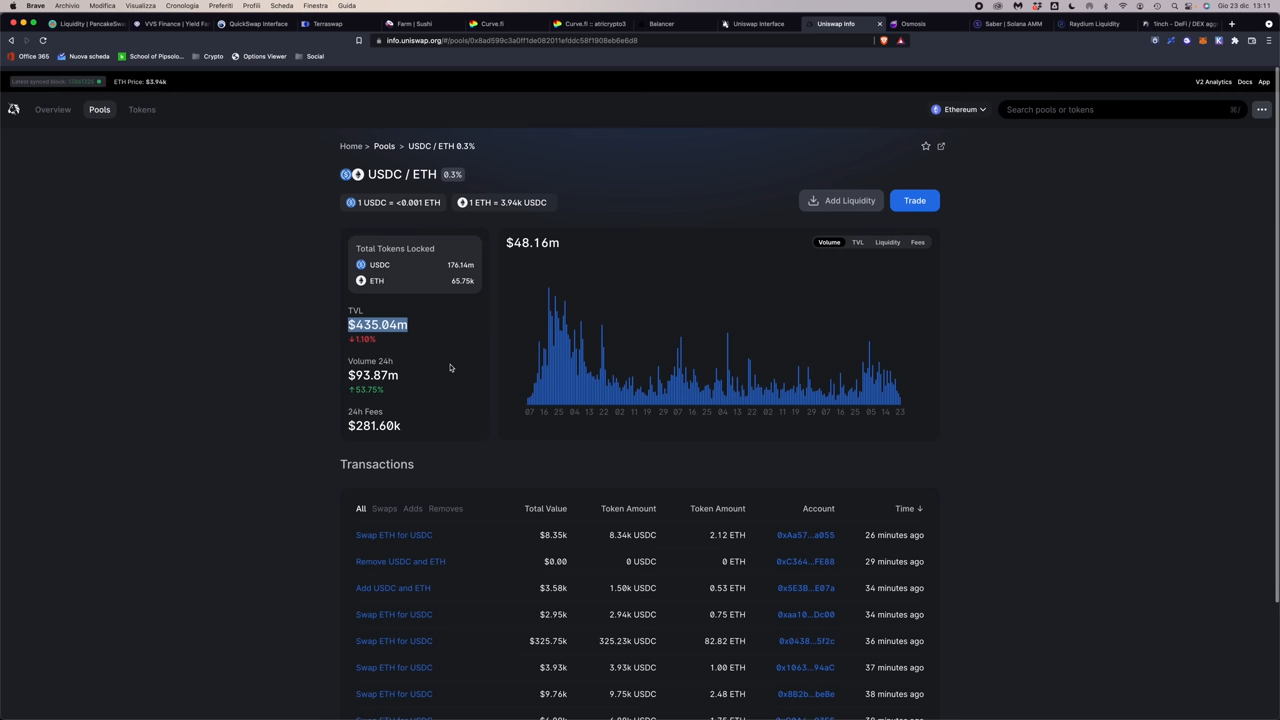 Brave Archivio Modifica Visualizza Cronologia Preferiti Profili Scheda Finestra Guida Gio 23 dic 13:11
Liquidity | PancakeSwap VVS Finance | Yield Far QuickSwap Interface Terraswap Farm | Sushi Curve.fi Curve.fi :: atricrypto3 Balancer Uniswap Interface Uniswap Info Osmosis Saber | Solana AMM Raydium Liquidity 1inch - DeFi / DEX agg
info.uniswap.org/#/pools/0x8ad599c3a0ff1de082011efddc58f1908eb6e6d8
Office 365 Nuova scheda School of Pipsolo... Crypto Options Viewer Social
Latest synced block: ETH Price: $3.94k V2 Analytics Docs App
Overview Pools Tokens Ethereum Search pools or tokens ⌘/
Home > Pools > USDC / ETH 0.3%
USDC / ETH 0.3%
1 USDC = <0.001 ETH 1 ETH = 3.94k USDC Add Liquidity Trade
Total Tokens Locked
USDC 176.14m
ETH 65.75k
TVL
$435.04m
↓1.10%
Volume 24h
$93.87m
↑53.75%
24h Fees
$281.60k
$48.16m Volume TVL Liquidity Fees
07 16 25 04 13 22 02 11 19 29 07 16 25 04 13 22 02 11 19 28 07 16 25 05 14 23
Transactions
All Swaps Adds Removes Total Value Token Amount Token Amount Account Time ↓
Swap ETH for USDC $8.35k 8.34k USDC 2.12 ETH 0xAa57...a055 26 minutes ago
Remove USDC and ETH $0.00 0 USDC 0 ETH 0xC364...FE88 29 minutes ago
Add USDC and ETH $3.58k 1.50k USDC 0.53 ETH 0x5E3B...E07a 34 minutes ago
Swap ETH for USDC $2.95k 2.94k USDC 0.75 ETH 0xaa10...Dc00 34 minutes ago
Swap ETH for USDC $325.75k 325.23k USDC 82.82 ETH 0x0438...5f2c 36 minutes ago
Swap ETH for USDC $3.93k 3.93k USDC 1.00 ETH 0x1063...94aC 37 minutes ago
Swap ETH for USDC $9.76k 9.75k USDC 2.48 ETH 0x8B2b...beBe 38 minutes ago